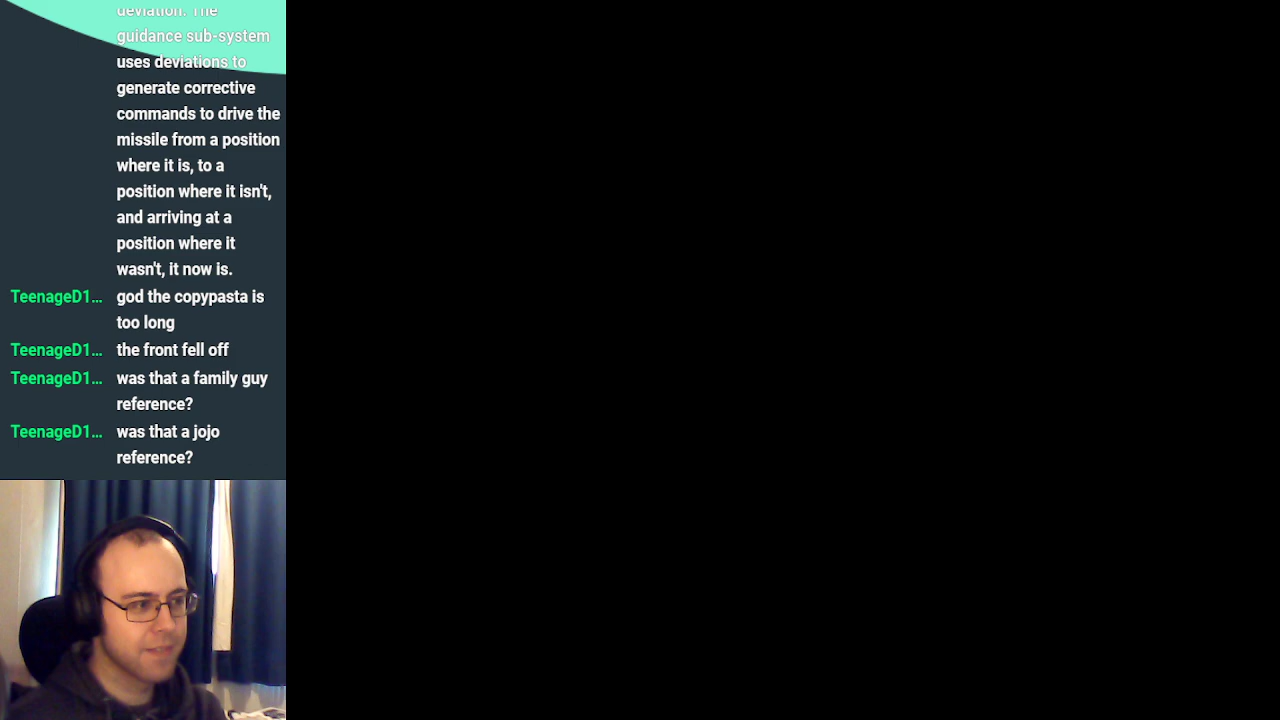 deviation. The
guidance sub-system
uses deviations to
generate corrective
commands to drive the
missile from a position
where it is, to a
position where it isn't,
and arriving at a
position where it
wasn't, it now is.
TeenageD1... god the copypasta is
too long
TeenageD1... the front fell off
TeenageD1... was that a family guy
reference?
TeenageD1... was that a jojo
reference?